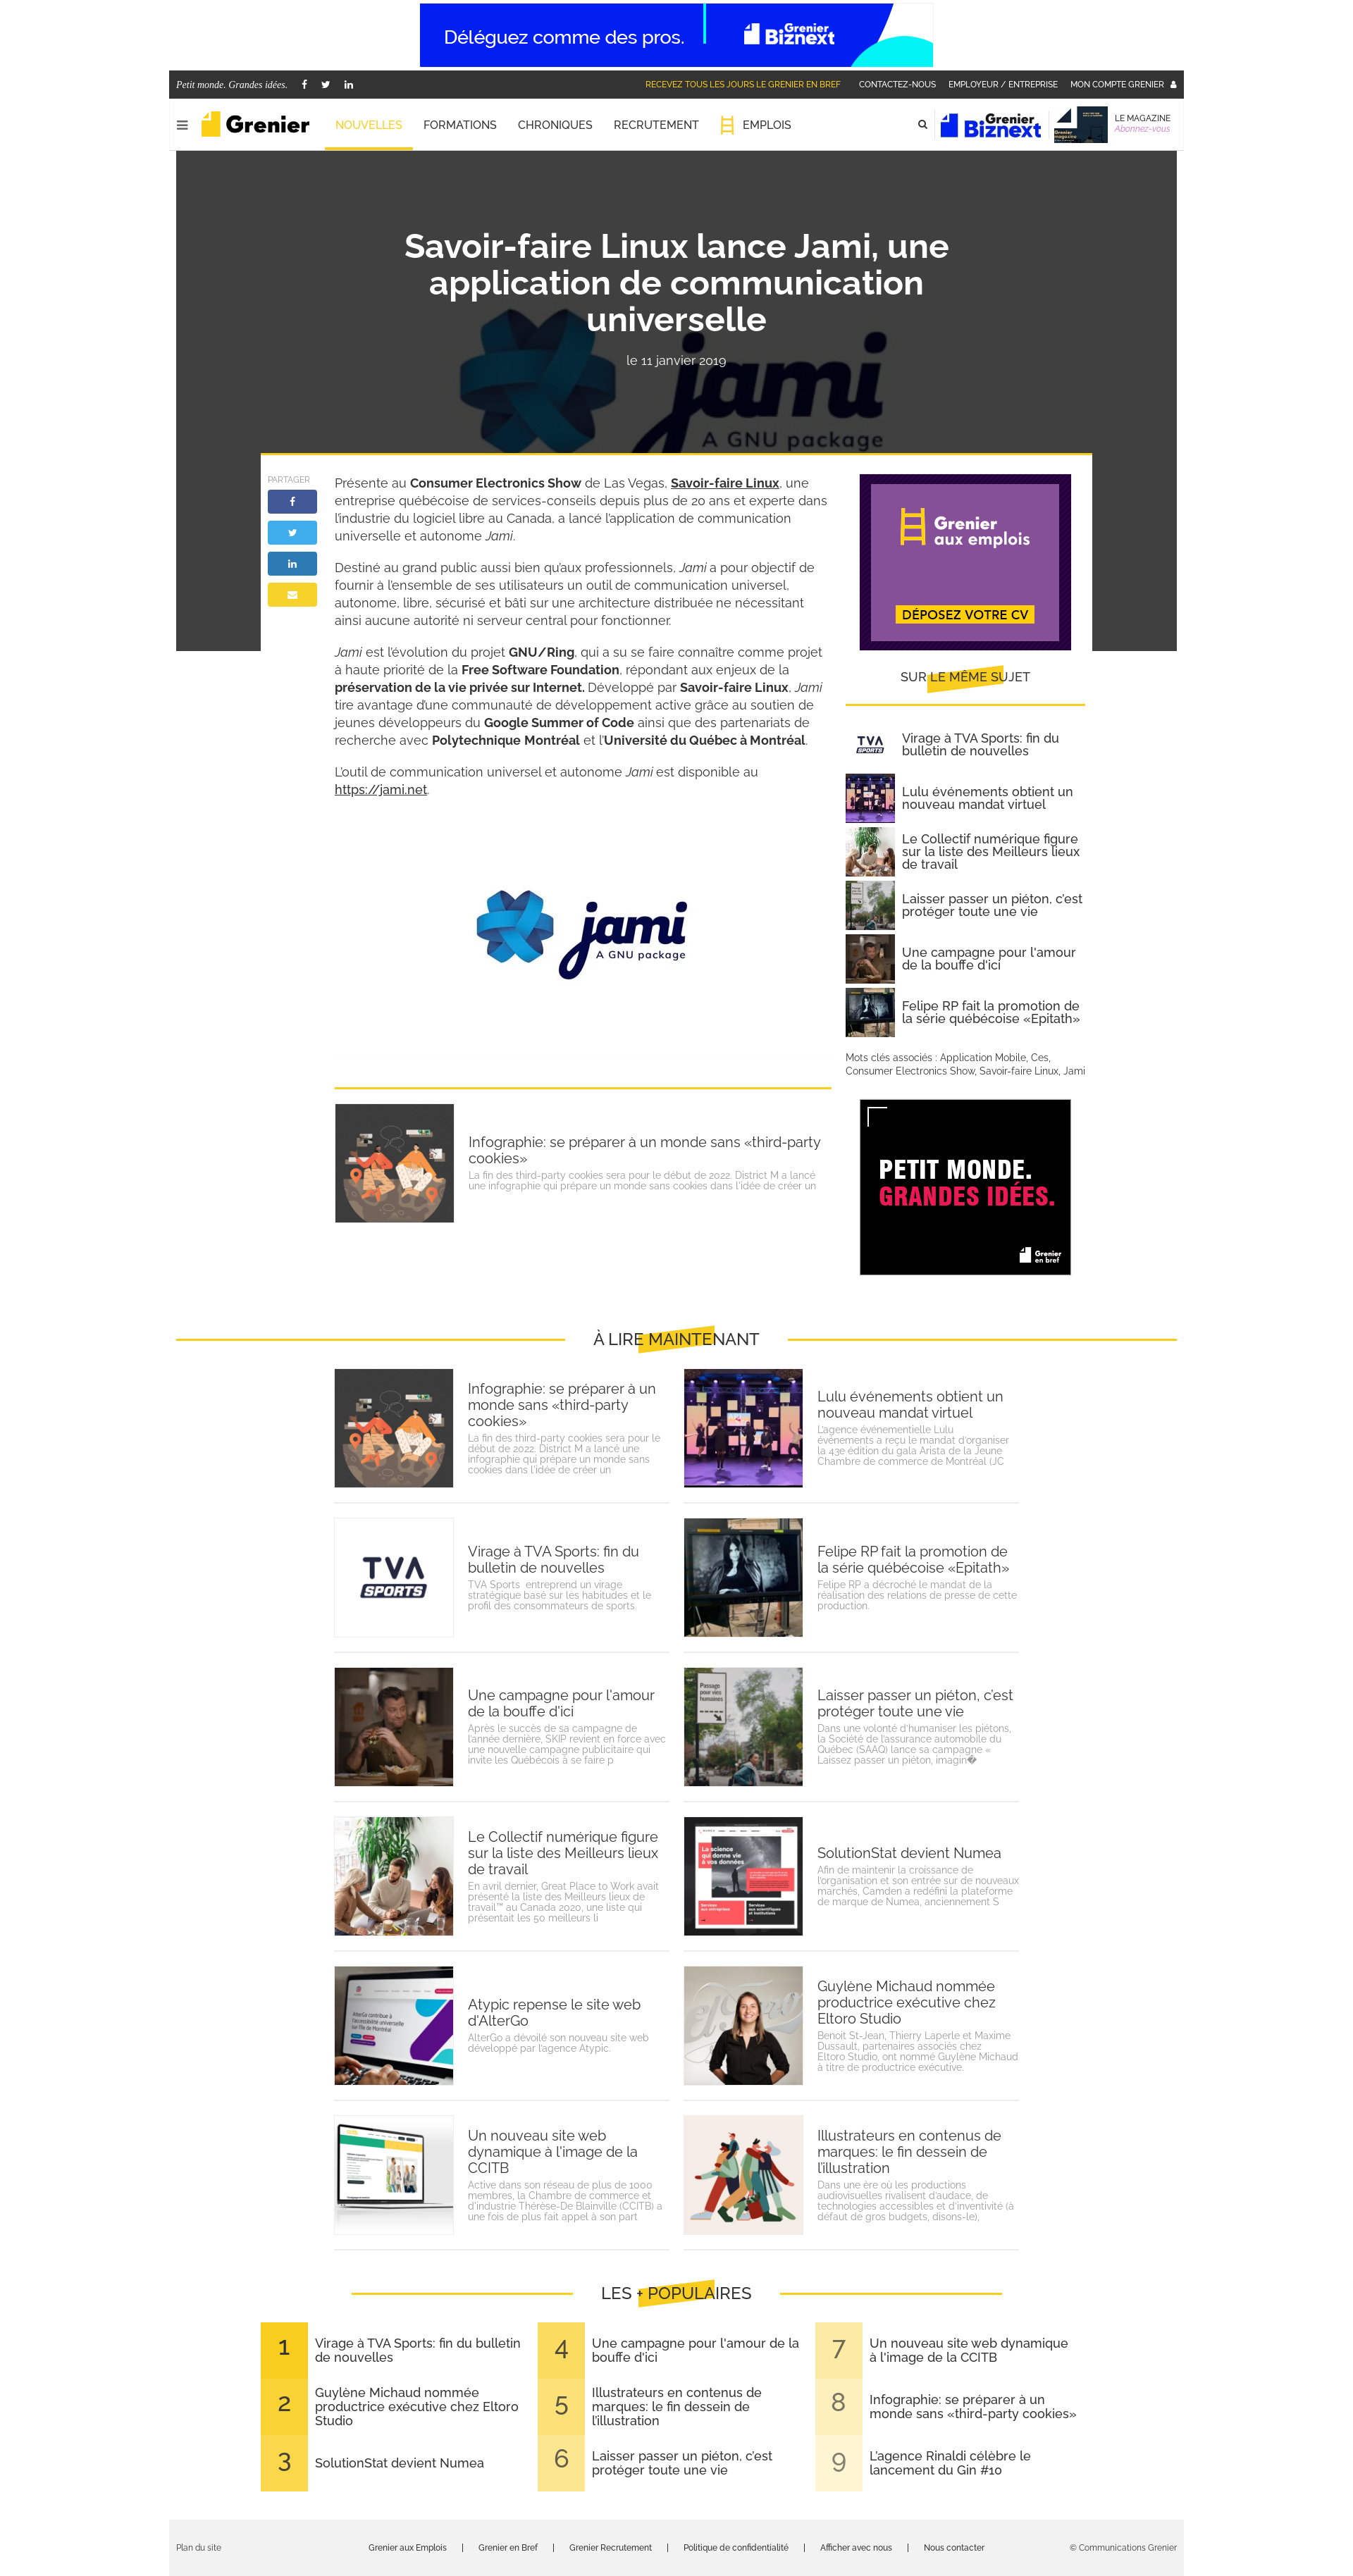 Déléguez comme des pros.
Grenier
Biznext
Petit monde. Grandes idées.
RECEVEZ TOUS LES JOURS LE GRENIER EN BREF
CONTACTEZ-NOUS
EMPLOYEUR / ENTREPRISE
MON COMPTE GRENIER
Grenier
NOUVELLES
FORMATIONS
CHRONIQUES
RECRUTEMENT
EMPLOIS
Grenier
Biznext
LE MAGAZINE
Abonnez-vous
Savoir-faire Linux lance Jami, une
application de communication
universelle
le 11 janvier 2019
jami
A GNU package
PARTAGER
Présente au Consumer Electronics Show de Las Vegas, Savoir-faire Linux, une
entreprise québécoise de services-conseils depuis plus de 20 ans et experte dans
l’industrie du logiciel libre au Canada, a lancé l’application de communication
universelle et autonome Jami.
Destiné au grand public aussi bien qu’aux professionnels, Jami a pour objectif de
fournir à l’ensemble de ses utilisateurs un outil de communication universel,
autonome, libre, sécurisé et bâti sur une architecture distribuée ne nécessitant
ainsi aucune autorité ni serveur central pour fonctionner.
Jami est l’évolution du projet GNU/Ring, qui a su se faire connaître comme projet
à haute priorité de la Free Software Foundation, répondant aux enjeux de la
préservation de la vie privée sur Internet. Développé par Savoir-faire Linux, Jami
tire avantage d’une communauté de développement active grâce au soutien de
jeunes développeurs du Google Summer of Code ainsi que des partenariats de
recherche avec Polytechnique Montréal et l’Université du Québec à Montréal.
L’outil de communication universel et autonome Jami est disponible au
https://jami.net.
jami
A GNU package
Grenier
aux emplois
DÉPOSEZ VOTRE CV
SUR LE MÊME SUJET
TVA
SPORTS
Virage à TVA Sports: fin du
bulletin de nouvelles
Lulu événements obtient un
nouveau mandat virtuel
Le Collectif numérique figure
sur la liste des Meilleurs lieux
de travail
Laisser passer un piéton, c'est
protéger toute une vie
Une campagne pour l'amour
de la bouffe d'ici
Felipe RP fait la promotion de
la série québécoise «Epitath»
Mots clés associés : Application Mobile, Ces,
Consumer Electronics Show, Savoir-faire Linux, Jami
Infographie: se préparer à un monde sans «third-party
cookies»
La fin des third-party cookies sera pour le début de 2022. District M a lancé
une infographie qui prépare un monde sans cookies dans l'idée de créer un
PETIT MONDE.
GRANDES IDÉES.
Grenier
en bref
À LIRE MAINTENANT
Infographie: se préparer à un
monde sans «third-party
cookies»
La fin des third-party cookies sera pour le
début de 2022. District M a lancé une
infographie qui prépare un monde sans
cookies dans l'idée de créer un
Lulu événements obtient un
nouveau mandat virtuel
L’agence événementielle Lulu
événements a reçu le mandat d’organiser
la 43e édition du gala Arista de la Jeune
Chambre de commerce de Montréal (JC
TVA
SPORTS
Virage à TVA Sports: fin du
bulletin de nouvelles
TVA Sports entreprend un virage
stratégique basé sur les habitudes et le
profil des consommateurs de sports.
Felipe RP fait la promotion de
la série québécoise «Epitath»
Felipe RP a décroché le mandat de la
réalisation des relations de presse de cette
production.
Une campagne pour l'amour
de la bouffe d'ici
Après le succès de sa campagne de
l’année dernière, SKIP revient en force avec
une nouvelle campagne publicitaire qui
invite les Québécois à se faire p
Passage
pour vies
humaines
Laisser passer un piéton, c'est
protéger toute une vie
Dans une volonté d’humaniser les piétons,
la Société de l’assurance automobile du
Québec (SAAQ) lance sa campagne «
Laissez passer un piéton, imagin�
Le Collectif numérique figure
sur la liste des Meilleurs lieux
de travail
En avril dernier, Great Place to Work avait
présenté la liste des Meilleurs lieux de
travail™ au Canada 2020, une liste qui
présentait les 50 meilleurs li
La science
qui donne vie
à vos données
SolutionStat devient Numea
Afin de maintenir la croissance de
l’organisation et son entrée sur de nouveaux
marchés, Camden a redéfini la plateforme
de marque de Numea, anciennement S
AlterGo contribue à
l'accessibilité universelle
sur l'île de Montréal
Atypic repense le site web
d'AlterGo
AlterGo a dévoilé son nouveau site web
développé par l’agence Atypic.
Guylène Michaud nommée
productrice exécutive chez
Eltoro Studio
Benoit St-Jean, Thierry Laperle et Maxime
Dussault, partenaires associés chez
Eltoro Studio, ont nommé Guylène Michaud
à titre de productrice exécutive.
Un nouveau site web
dynamique à l'image de la
CCITB
Active dans son réseau de plus de 1000
membres, la Chambre de commerce et
d’industrie Thérèse-De Blainville (CCITB) a
une fois de plus fait appel à son part
Illustrateurs en contenus de
marques: le fin dessein de
l’illustration
Dans une ère où les productions
audiovisuelles rivalisent d’audace, de
technologies accessibles et d’inventivité (à
défaut de gros budgets, disons-le),
LES + POPULAIRES
1
Virage à TVA Sports: fin du bulletin
de nouvelles
2
Guylène Michaud nommée
productrice exécutive chez Eltoro
Studio
3
SolutionStat devient Numea
4
Une campagne pour l'amour de la
bouffe d'ici
5
Illustrateurs en contenus de
marques: le fin dessein de
l’illustration
6
Laisser passer un piéton, c'est
protéger toute une vie
7
Un nouveau site web dynamique
à l'image de la CCITB
8
Infographie: se préparer à un
monde sans «third-party cookies»
9
L’agence Rinaldi célèbre le
lancement du Gin #10
Plan du site
Grenier aux Emplois | Grenier en Bref | Grenier Recrutement | Politique de confidentialité | Afficher avec nous | Nous contacter
© Communications Grenier